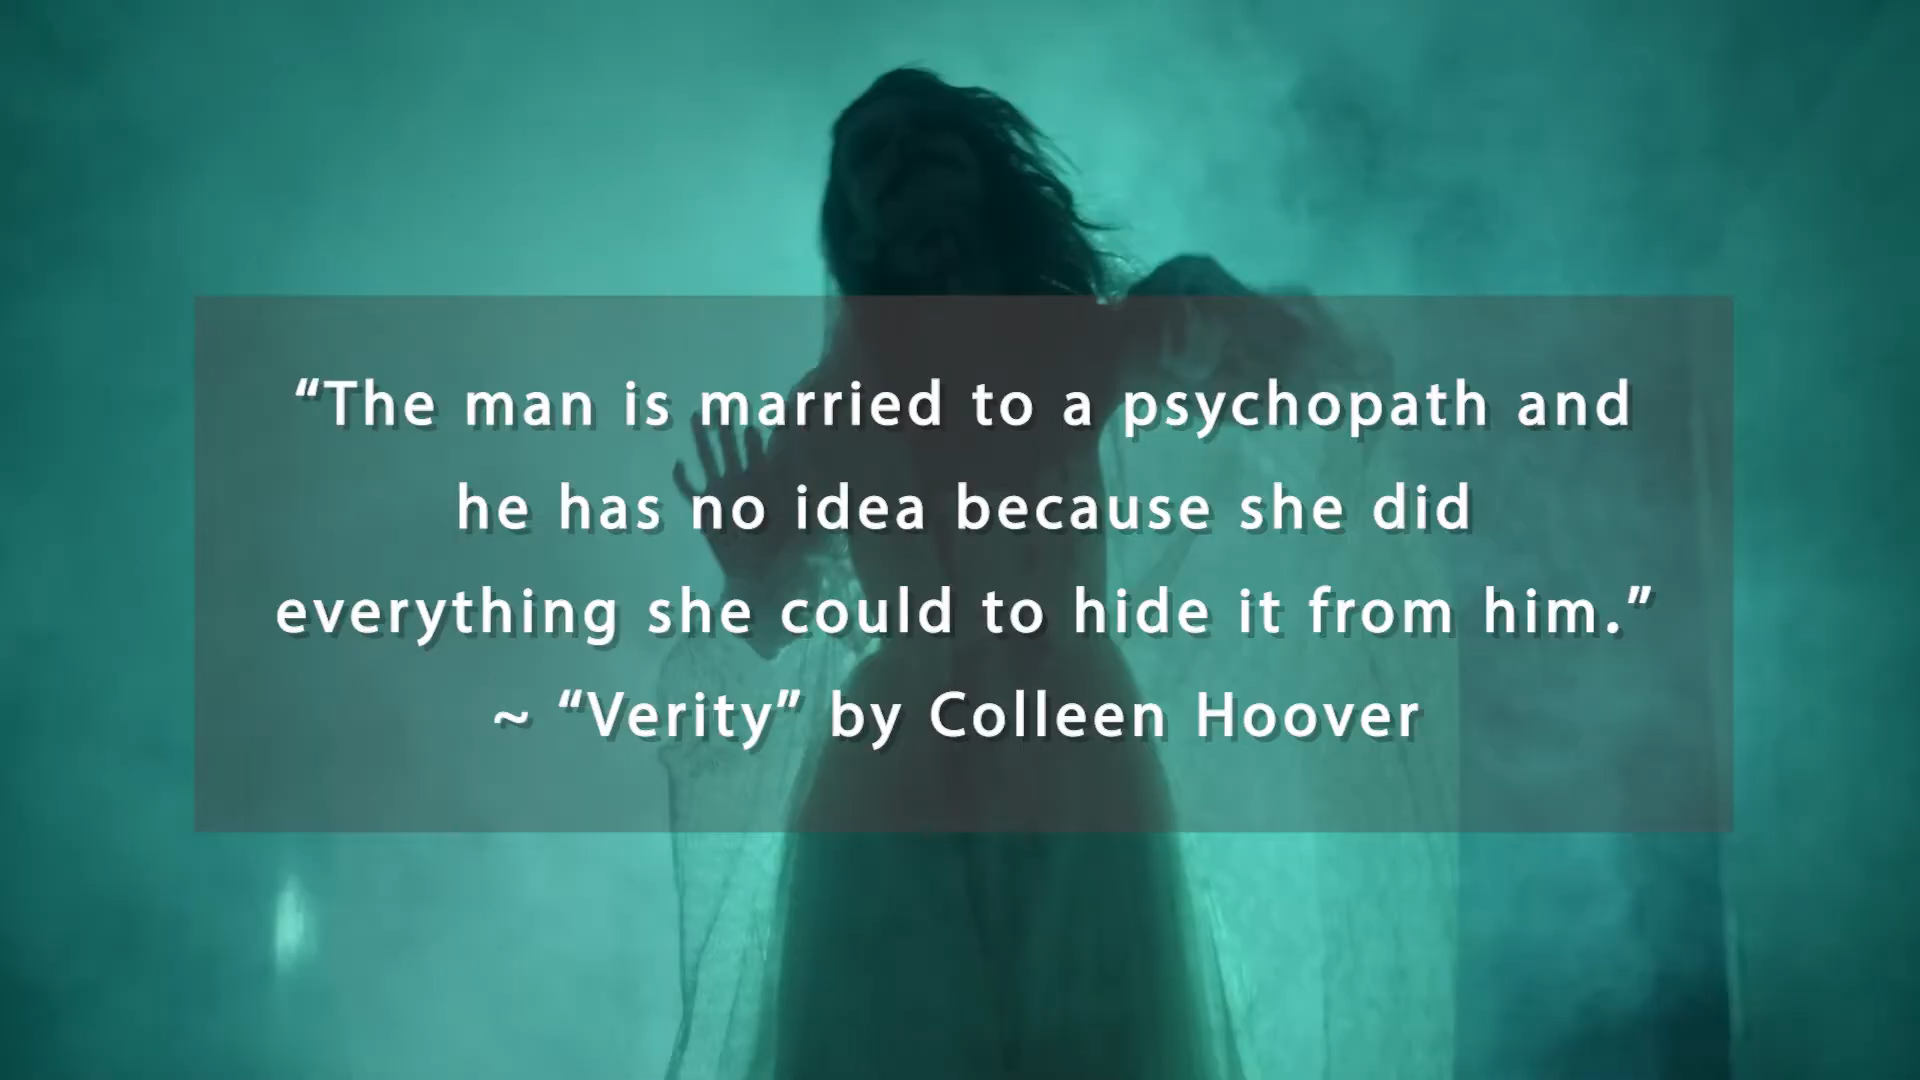 “The man is married to a psychopath and
he has no idea because she did
everything she could to hide it from him.”
~ “Verity” by Colleen Hoover